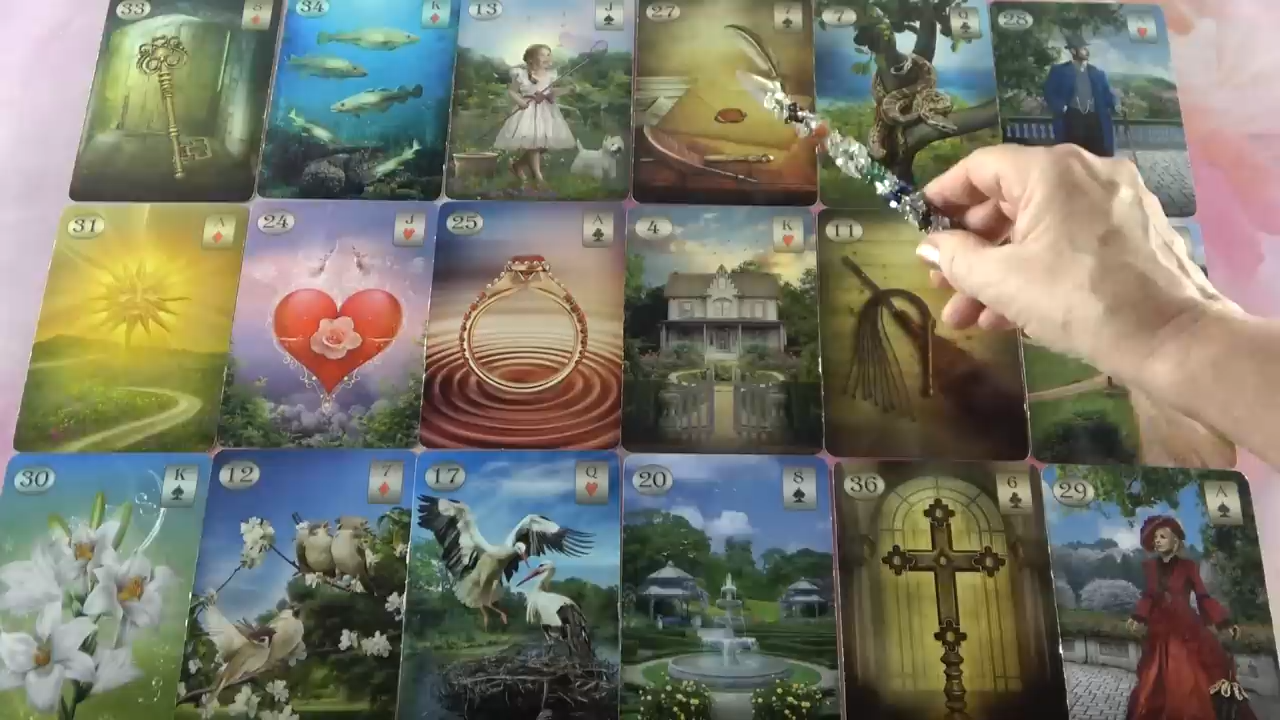 33 8
34 K
13 J
27 7
7 Q
28
31 A
24 J
25 A
4 K
11
30 K
12 7
17 Q
20 8
36 6
29 A